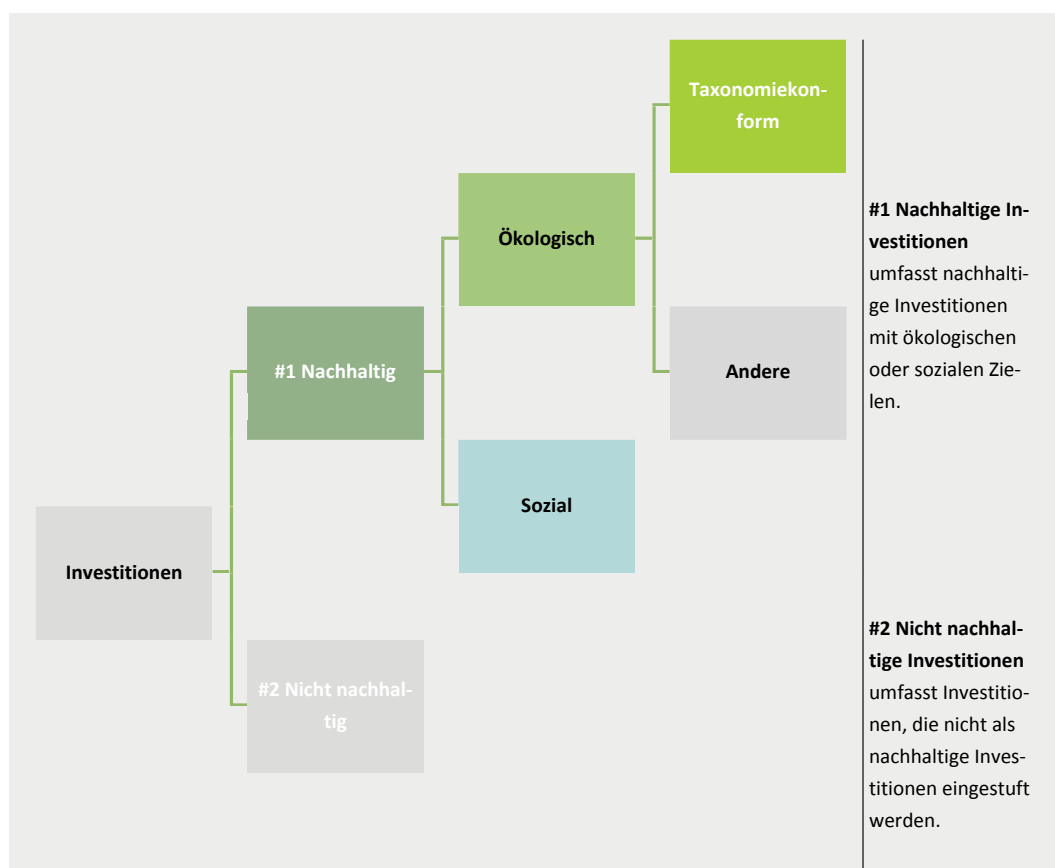 Taxonomiekon-
form
Ökologisch
#1 Nachhaltig
Andere
Sozial
Investitionen
#2 Nicht nachhal-
tig
#1 Nachhaltige In-
vestitionen
umfasst nachhalti-
ge Investitionen
mit ökologischen
oder sozialen Zie-
len.
#2 Nicht nachhal-
tige Investitionen
umfasst Investitio-
nen, die nicht als
nachhaltige Inves-
titionen eingestuft
werden.